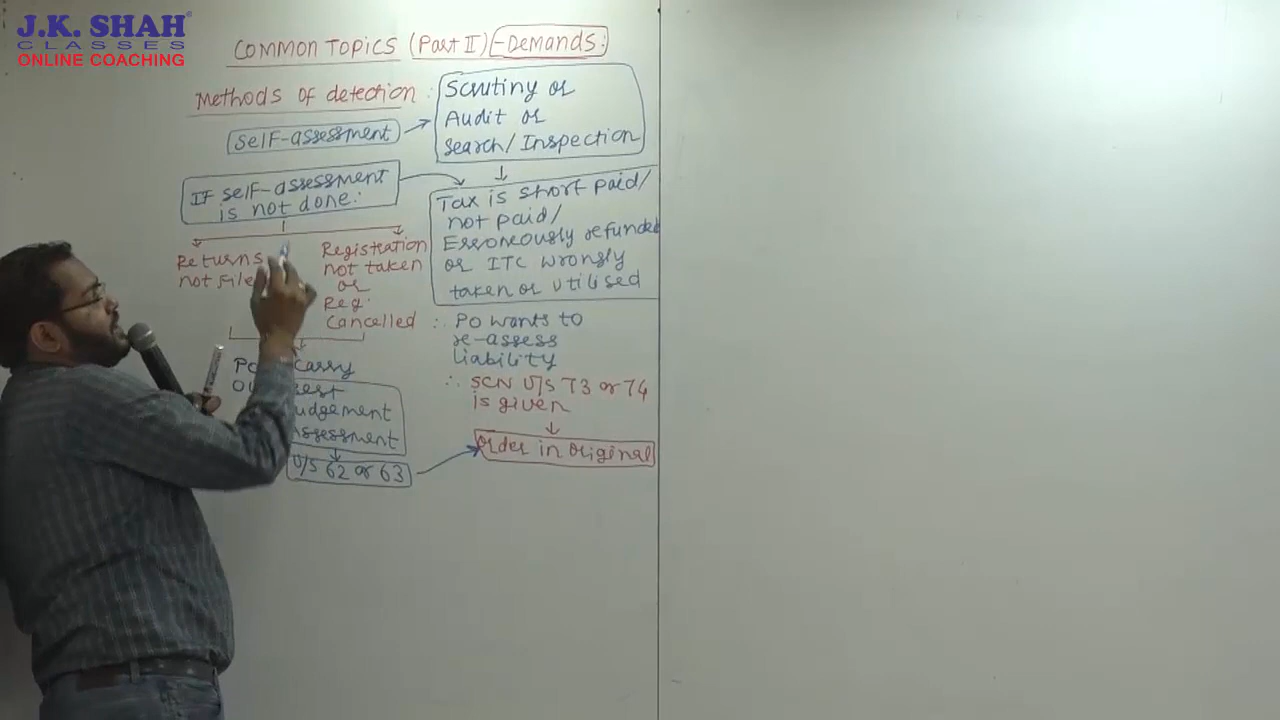 J.K. SHAH®
CLASSES
ONLINE COACHING
COMMON TOPICS (Part II) - Demands:
Methods of detection :
Self-assessment
Scrutiny or
Audit or
search/Inspection
IF self-assessment
is not done:
Tax is short paid/
not paid/
Erroneously refunded
or ITC wrongly
taken or utilised
Returns
not file
Registration
not taken
or
Reg.
Cancelled
∴ PO wants to
re-assess
liability
∴ SCN U/S 73 or 74
is given
Order in original
carry
udgement
ssessment
U/S 62 or 63